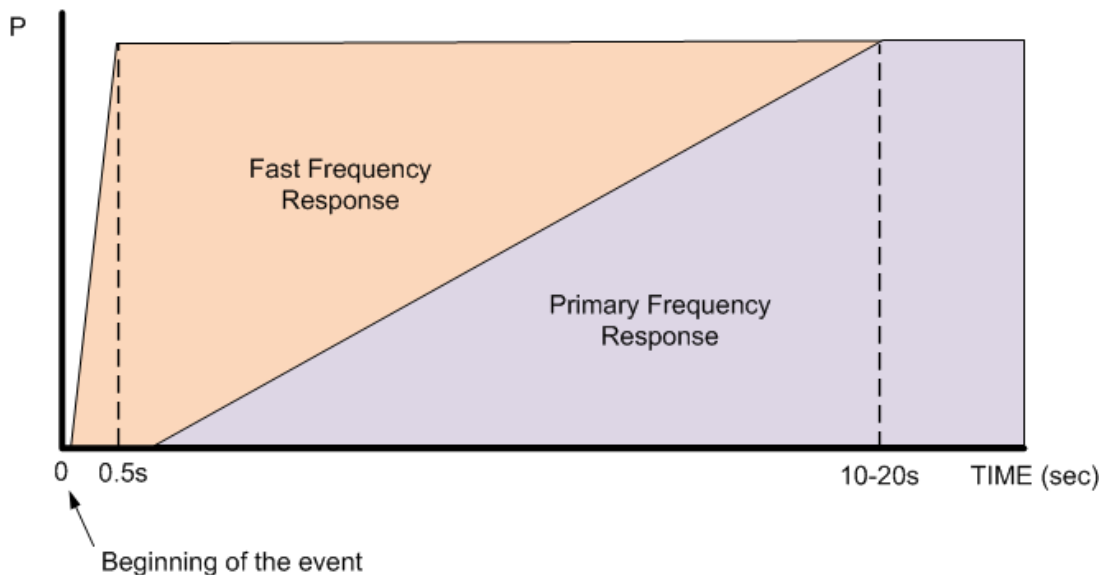 P
Fast Frequency
Response
Primary Frequency
Response
0
0.5s
10-20s
TIME (sec)
Beginning of the event